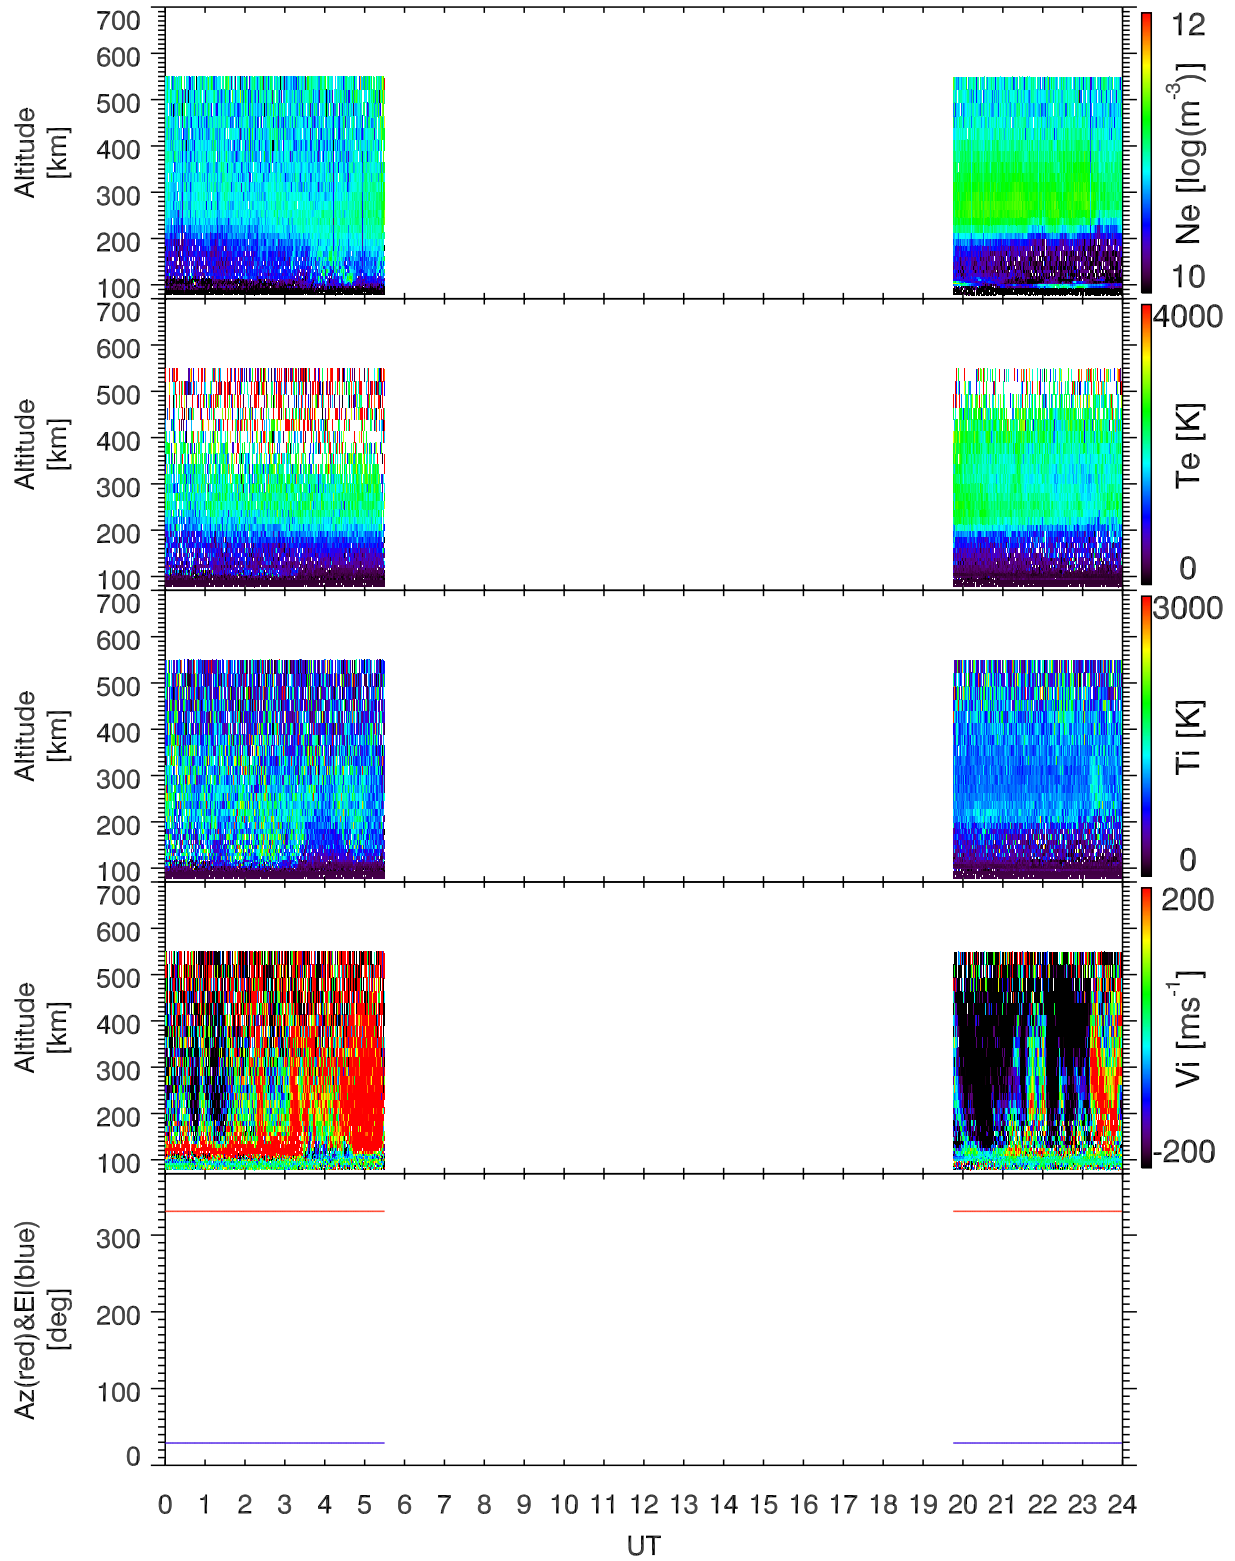 700
600
500
400
300
200
100
Altitude
[km]
12
Ne [log(m⁻³)]
10
700
600
500
400
300
200
100
Altitude
[km]
4000
Te [K]
0
700
600
500
400
300
200
100
Altitude
[km]
3000
Ti [K]
0
700
600
500
400
300
200
100
Altitude
[km]
200
Vi [ms⁻¹]
-200
300
200
100
0
Az(red)&El(blue)
[deg]
0 1 2 3 4 5 6 7 8 9 10 11 12 13 14 15 16 17 18 19 20 21 22 23 24
UT